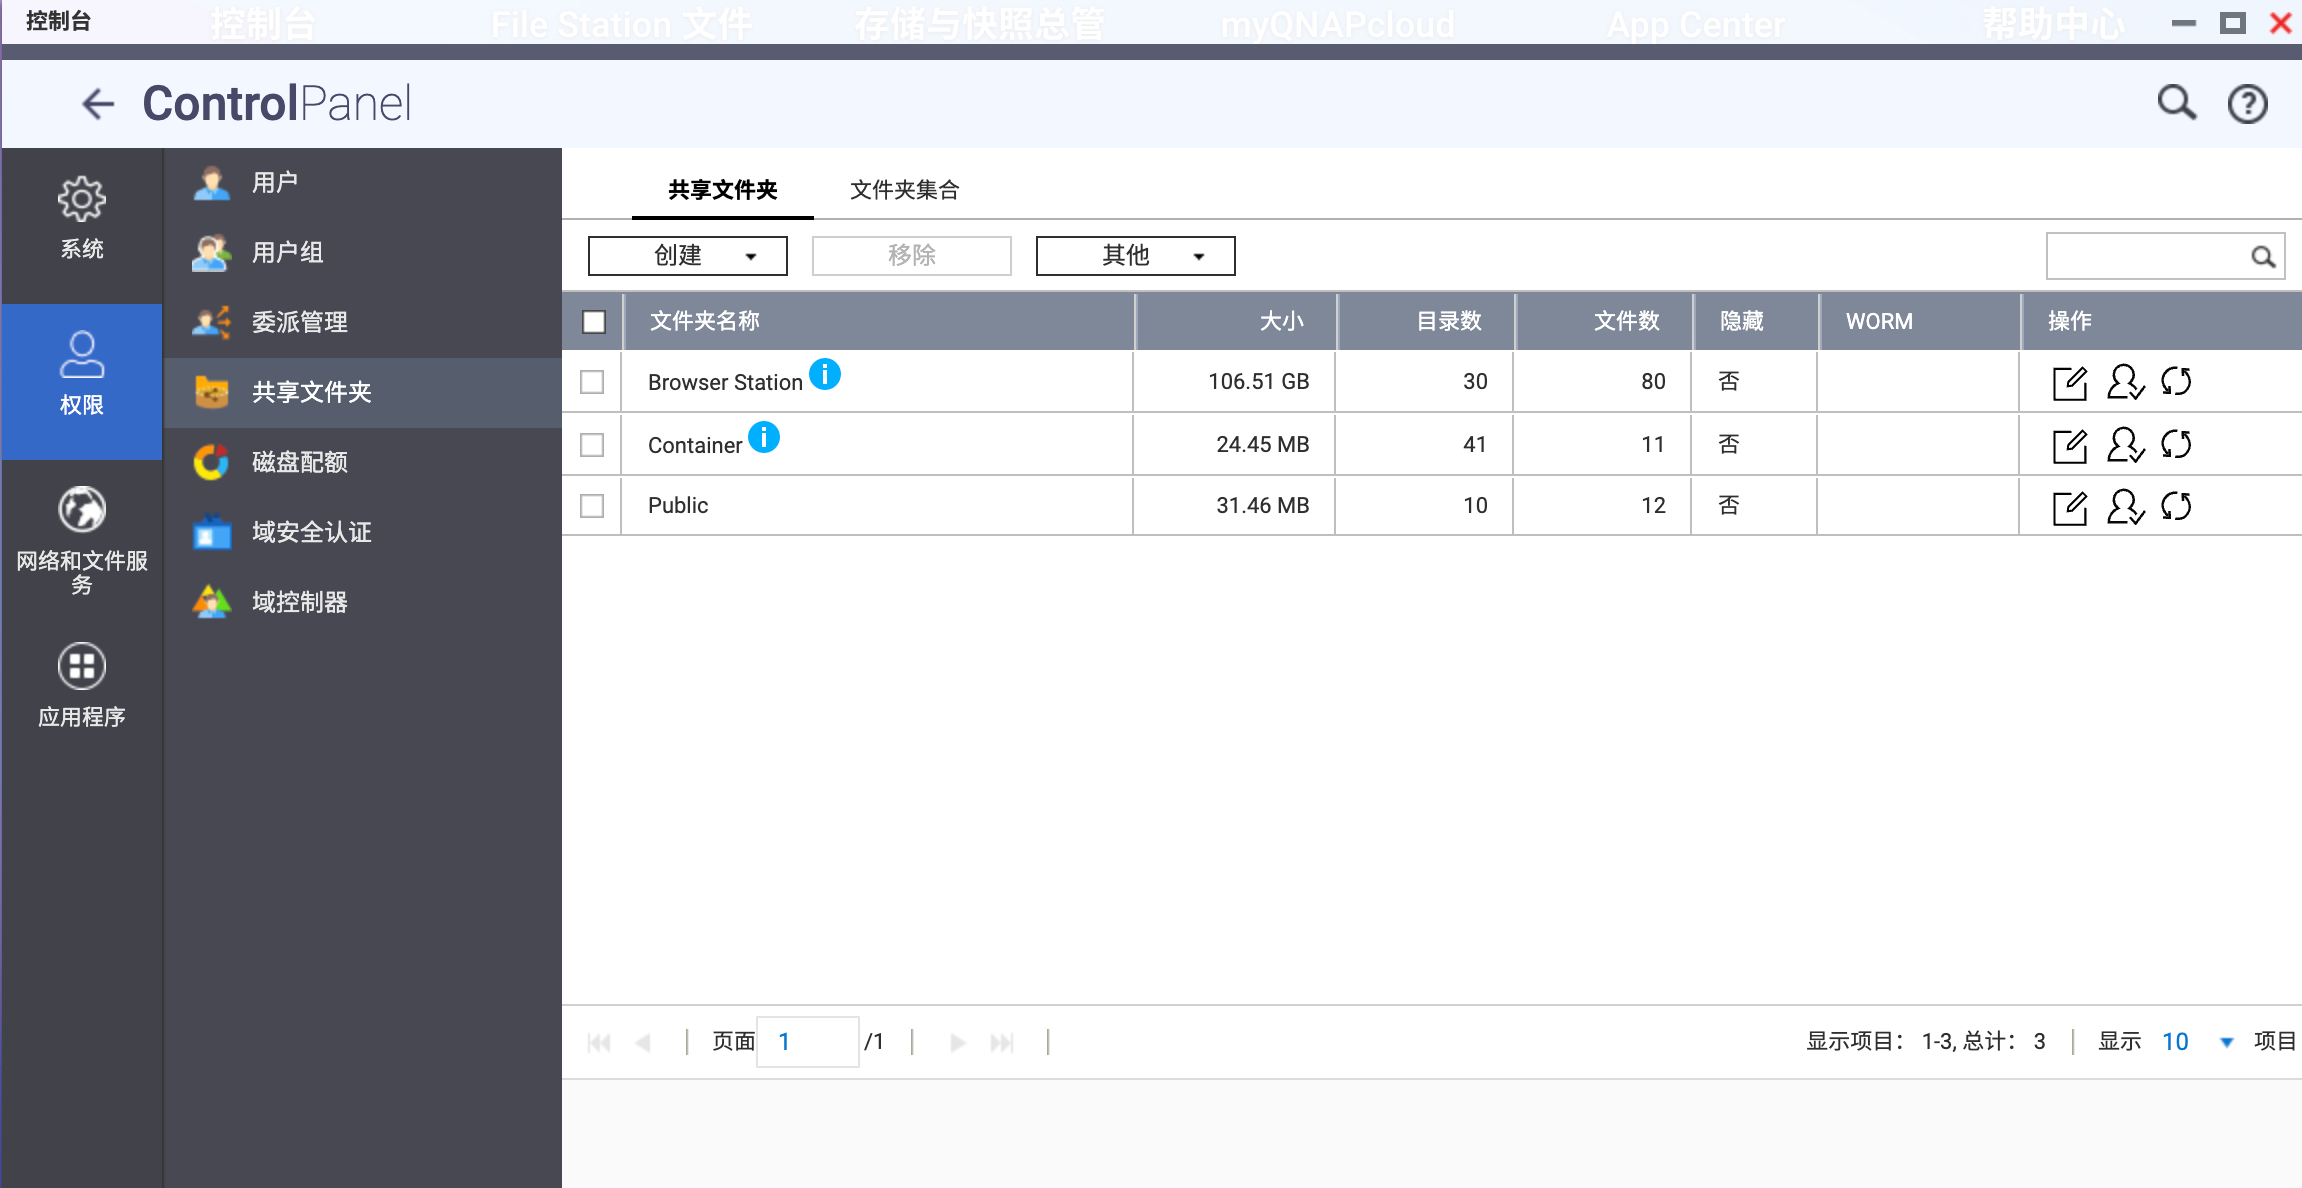 控制台
控制台 File Station 文件 存储与快照总管 myQNAPcloud App Center 帮助中心
ControlPanel
系统
权限
网络和文件服
务
应用程序
用户
用户组
委派管理
共享文件夹
磁盘配额
域安全认证
域控制器
共享文件夹 文件夹集合
创建 移除 其他
文件夹名称 大小 目录数 文件数 隐藏 WORM 操作
Browser Station 106.51 GB 30 80 否
Container 24.45 MB 41 11 否
Public 31.46 MB 10 12 否
页面 1 /1 显示项目： 1-3, 总计： 3 显示 10 项目